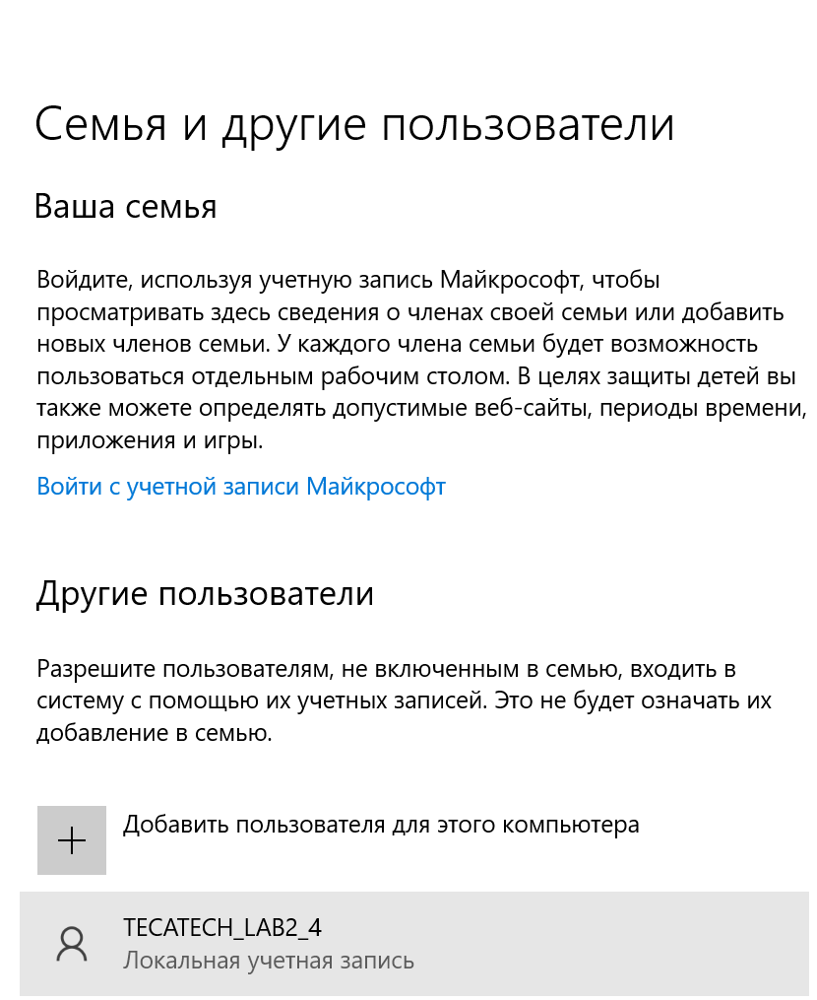 Семья и другие пользователи
Ваша семья
Войдите, используя учетную запись Майкрософт, чтобы
просматривать здесь сведения о членах своей семьи или добавить
новых членов семьи. У каждого члена семьи будет возможность
пользоваться отдельным рабочим столом. В целях защиты детей вы
также можете определять допустимые веб-сайты, периоды времени,
приложения и игры.
Войти с учетной записи Майкрософт
Другие пользователи
Разрешите пользователям, не включенным в семью, входить в
систему с помощью их учетных записей. Это не будет означать их
добавление в семью.
Добавить пользователя для этого компьютера
TECATECH_LAB2_4
Локальная учетная запись